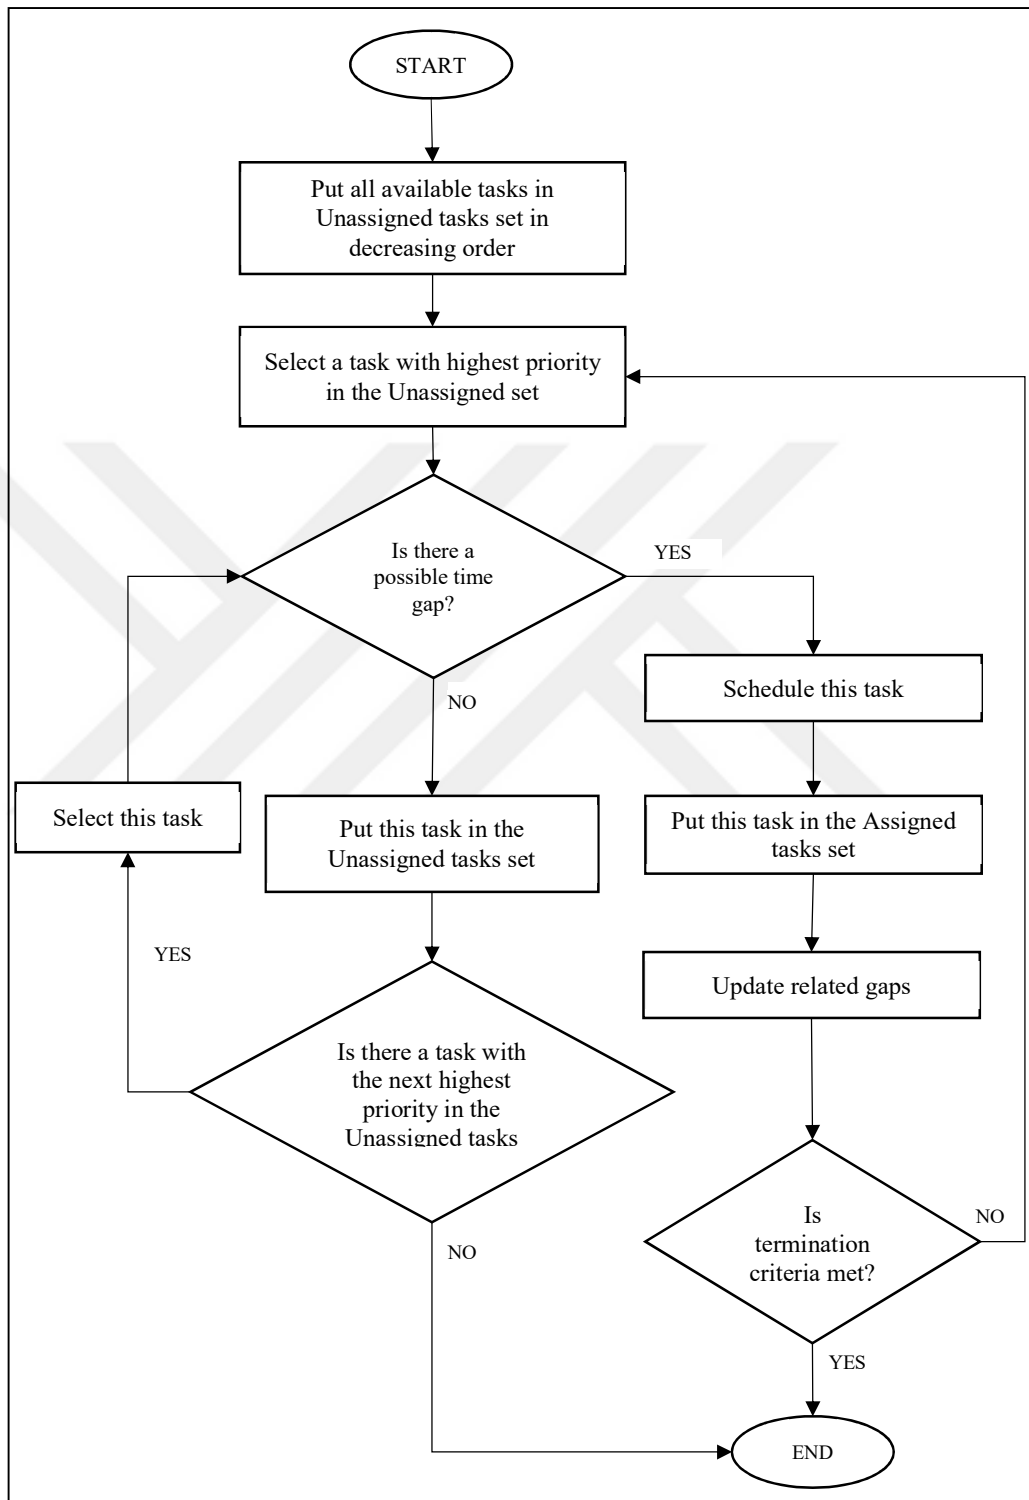 START
Put all available tasks in
Unassigned tasks set in
decreasing order
Select a task with highest priority
in the Unassigned set
Is there a
possible time
gap?
YES
NO
Schedule this task
Select this task
Put this task in the
Unassigned tasks set
Put this task in the Assigned
tasks set
YES
Update related gaps
Is there a task with
the next highest
priority in the
Unassigned tasks
NO
Is
termination
criteria met?
NO
YES
END